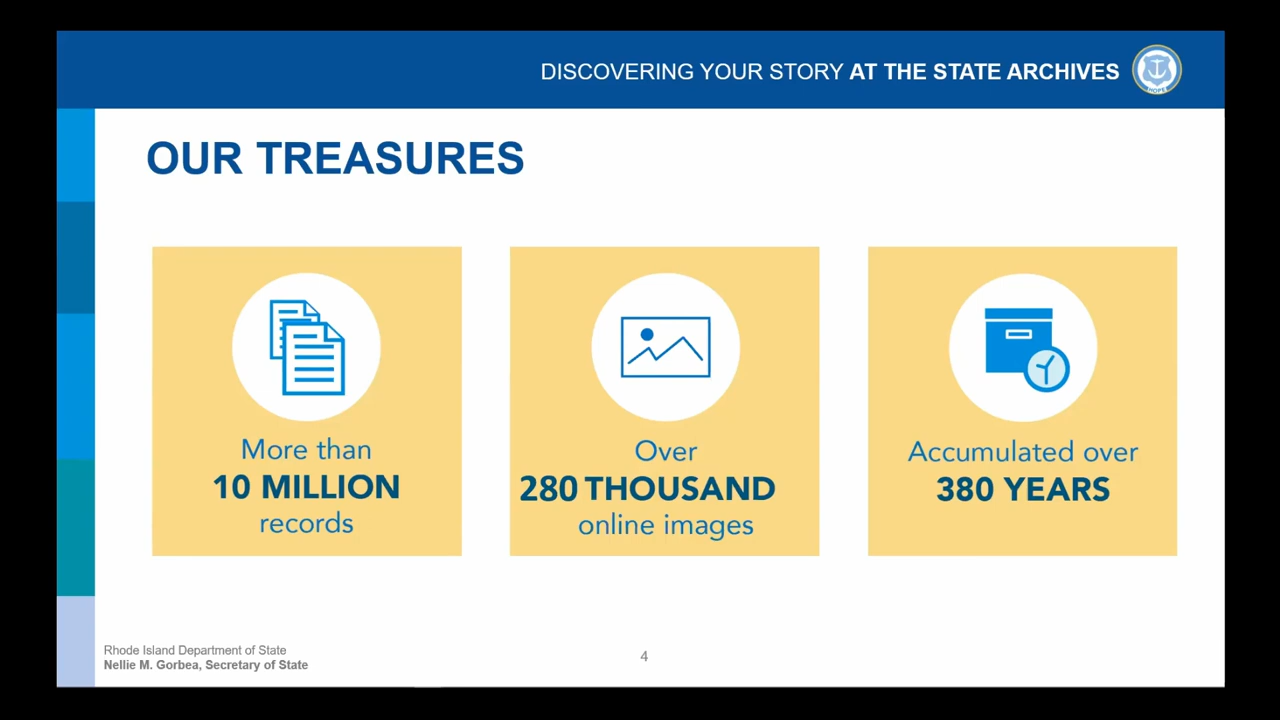 DISCOVERING YOUR STORY AT THE STATE ARCHIVES
HOPE
OUR TREASURES
More than
10 MILLION
records
Over
280 THOUSAND
online images
Accumulated over
380 YEARS
Rhode Island Department of State
Nellie M. Gorbea, Secretary of State
4